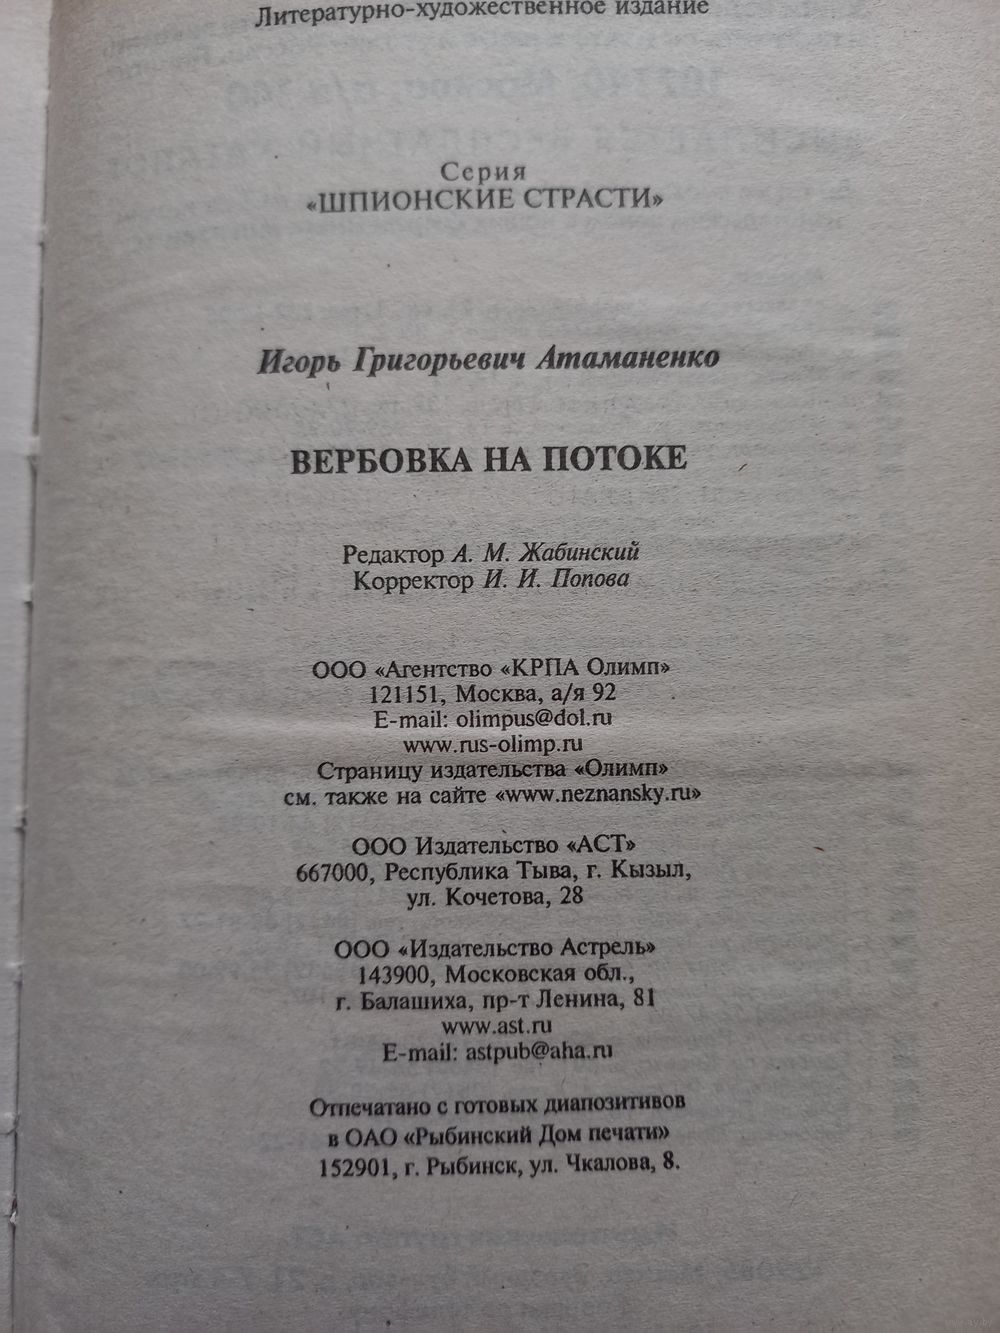 Литературно-художественное издание
Серия
«ШПИОНСКИЕ СТРАСТИ»
Игорь Григорьевич Атаманенко
ВЕРБОВКА НА ПОТОКЕ
Редактор А. М. Жабинский
Корректор И. И. Попова
ООО «Агентство «КРПА Олимп»
121151, Москва, а/я 92
E-mail: olimpus@dol.ru
www.rus-olimp.ru
Страницу издательства «Олимп»
см. также на сайте «www.neznansky.ru»
ООО Издательство «АСТ»
667000, Республика Тыва, г. Кызыл,
ул. Кочетова, 28
ООО «Издательство Астрель»
143900, Московская обл.,
г. Балашиха, пр-т Ленина, 81
www.ast.ru
E-mail: astpub@aha.ru
Отпечатано с готовых диапозитивов
в ОАО «Рыбинский Дом печати»
152901, г. Рыбинск, ул. Чкалова, 8.